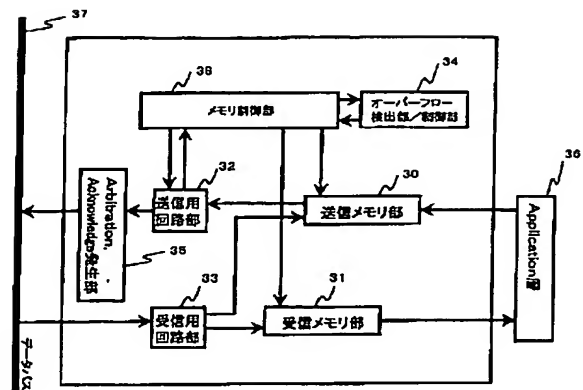 37
38
メモリ制御部
34
オーバーフロー
検出部/制御部
36
Application層
32
送信用
回路部
30
送信メモリ部
Arbitration,
Acknowledge発生部
35
33
受信用
回路部
31
受信メモリ部
データバス